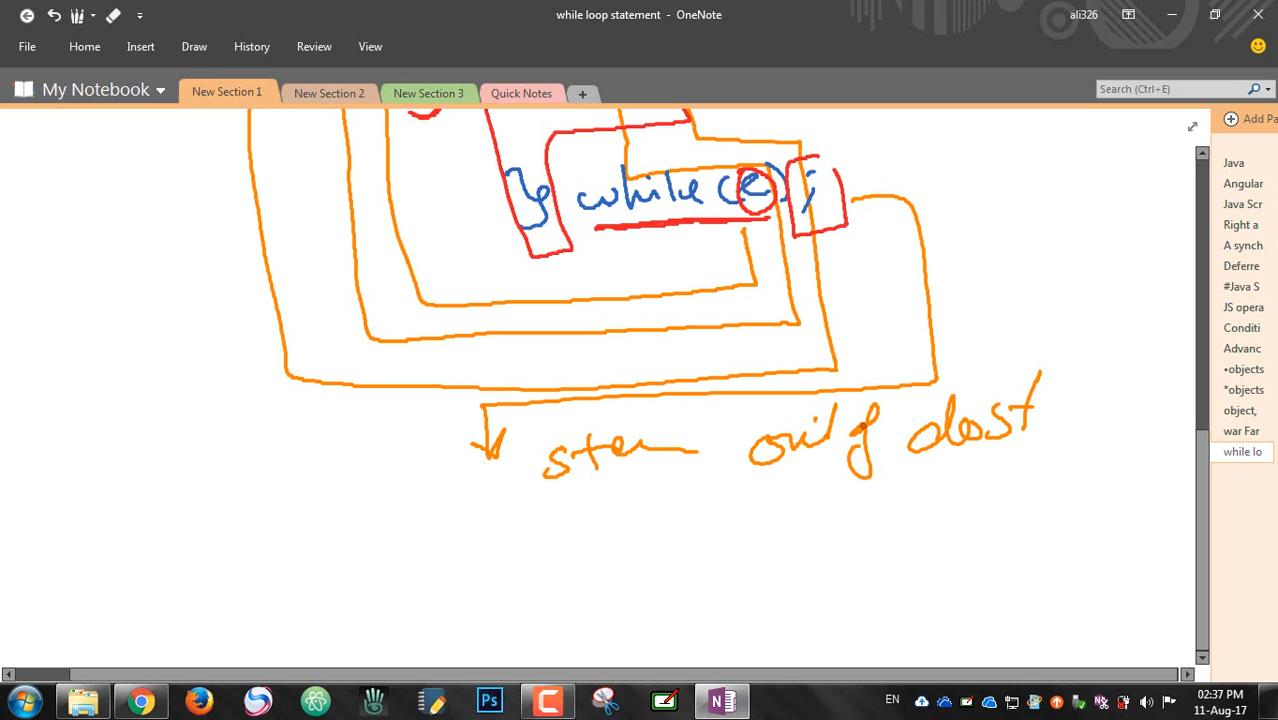 while loop statement - OneNote
ali326
File Home Insert Draw History Review View
My Notebook New Section 1 New Section 2 New Section 3 Quick Notes + Search (Ctrl+E)
Add Pa
Java
Angular
Java Scr
Right a
A synch
Deferre
#Java S
JS opera
Conditi
Advanc
•objects
*objects
object,
war Far
while lo
} while (e);
out of
Ps
N
EN
02:37 PM
11-Aug-17